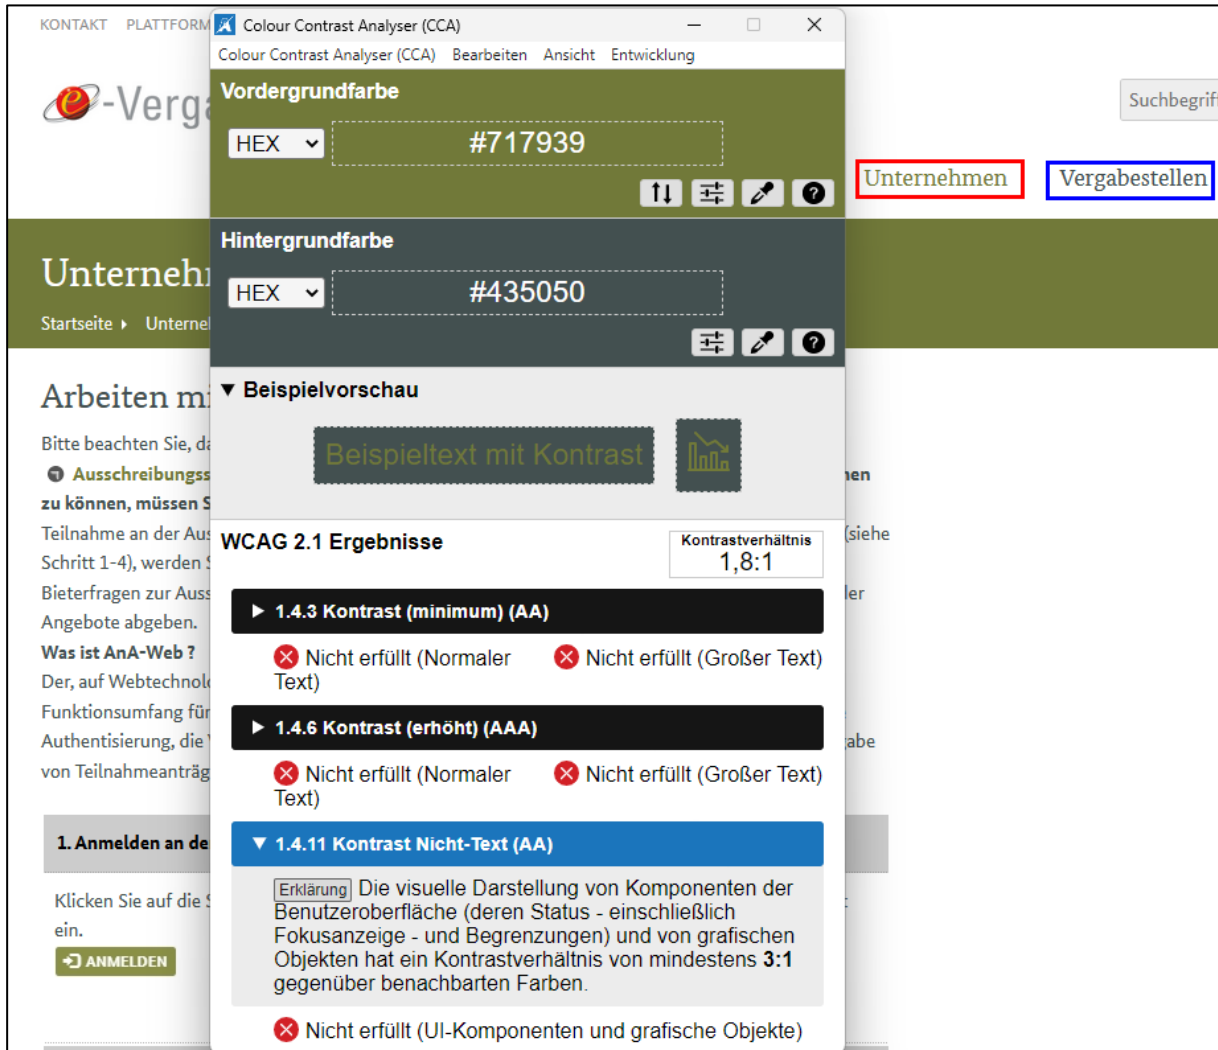 KONTAKT PLATTFORM
Colour Contrast Analyser (CCA)
Colour Contrast Analyser (CCA) Bearbeiten Ansicht Entwicklung
e-Verga
Suchbegriff
Unternehmen Vergabestellen
Vordergrundfarbe
HEX #717939
Hintergrundfarbe
HEX #435050
Unterneh
Startseite Unterne
Beispielvorschau
Beispieltext mit Kontrast
Arbeiten mi
Bitte beachten Sie, da
Ausschreibungss
zu können, müssen S
Teilnahme an der Aus (siehe
Schritt 1-4), werden S
Bieterfragen zur Auss
Angebote abgeben.
Was ist AnA-Web ?
Der, auf Webtechnolo
Funktionsumfang für
Authentisierung, die
von Teilnahmeanträg
WCAG 2.1 Ergebnisse
Kontrastverhältnis
1,8:1
1.4.3 Kontrast (minimum) (AA)
Nicht erfüllt (Normaler Text) Nicht erfüllt (Großer Text)
1.4.6 Kontrast (erhöht) (AAA)
Nicht erfüllt (Normaler Text) Nicht erfüllt (Großer Text)
1.4.11 Kontrast Nicht-Text (AA)
Erklärung Die visuelle Darstellung von Komponenten der
Benutzeroberfläche (deren Status - einschließlich
Fokusanzeige - und Begrenzungen) und von grafischen
Objekten hat ein Kontrastverhältnis von mindestens 3:1
gegenüber benachbarten Farben.
Nicht erfüllt (UI-Komponenten und grafische Objekte)
1. Anmelden an de
Klicken Sie auf die S
ein.
ANMELDEN